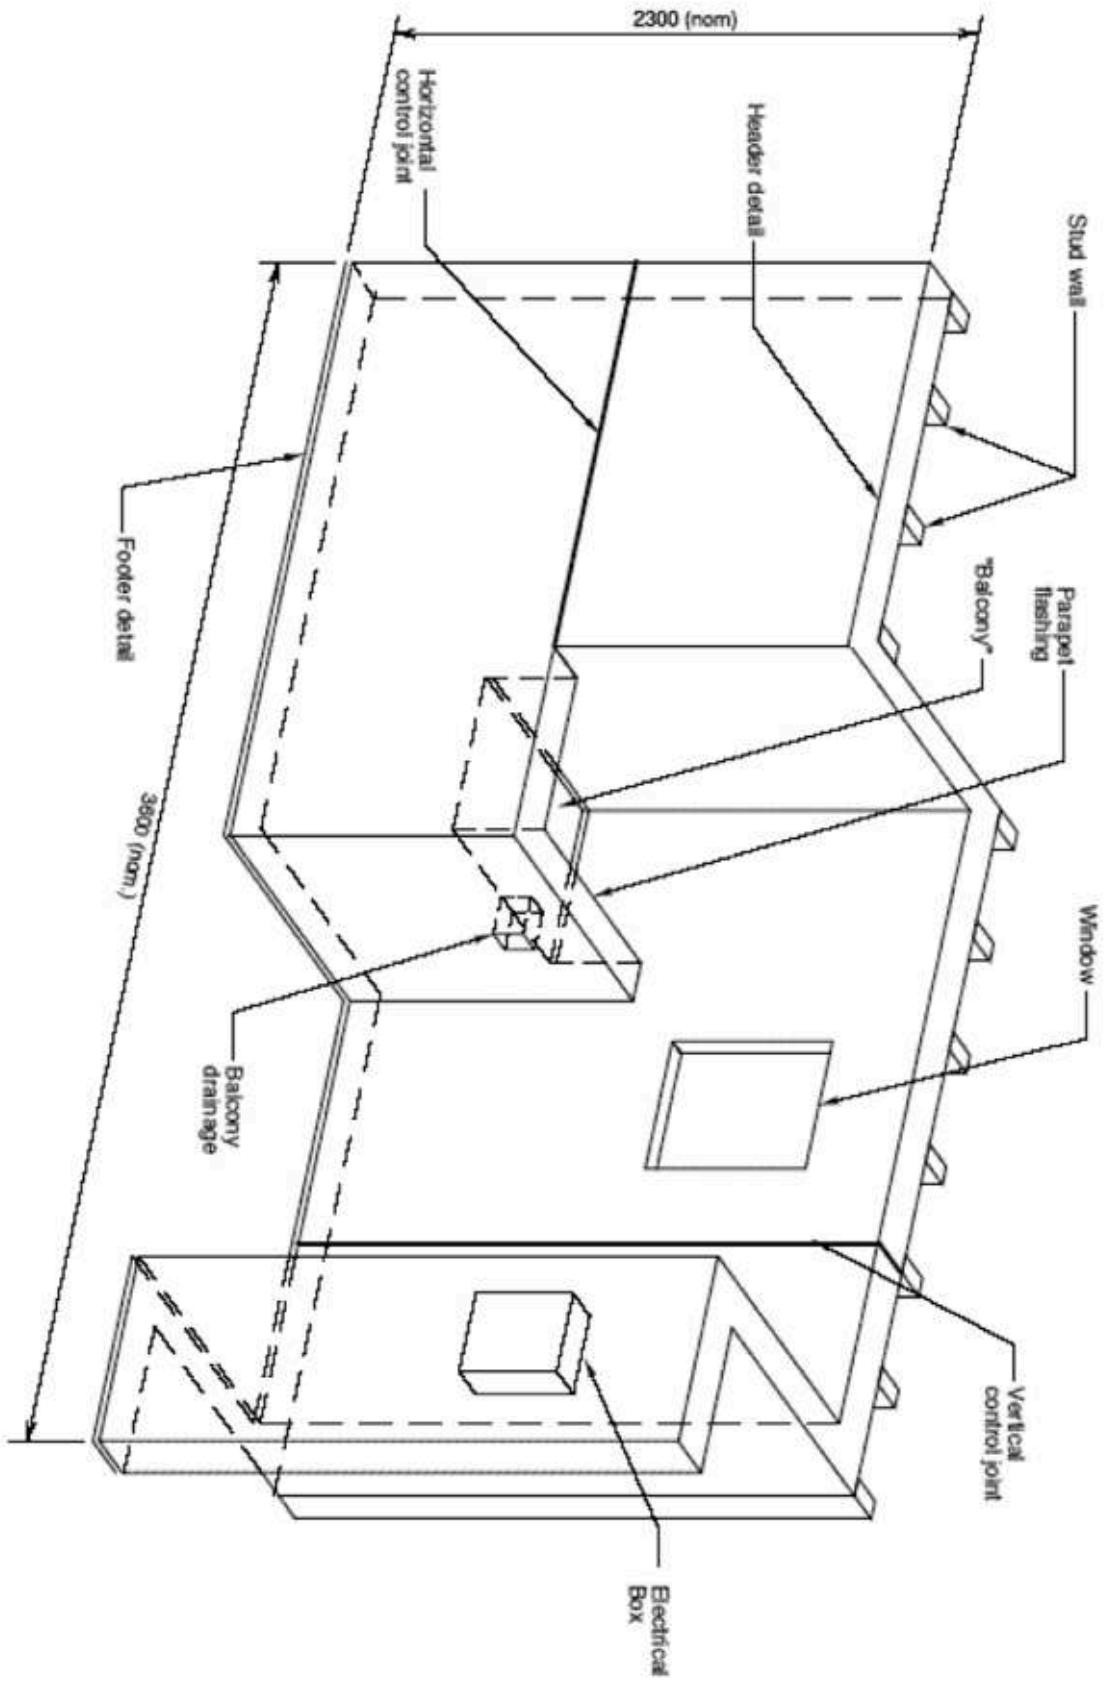 Stud wall
Header detail
Horizontal
control joint
2300 (nom)
Parapet
flashing
"Balcony"
Window
Vertical
control joint
Footer detail
3600 (nom.)
Balcony
drainage
Electrical
Box